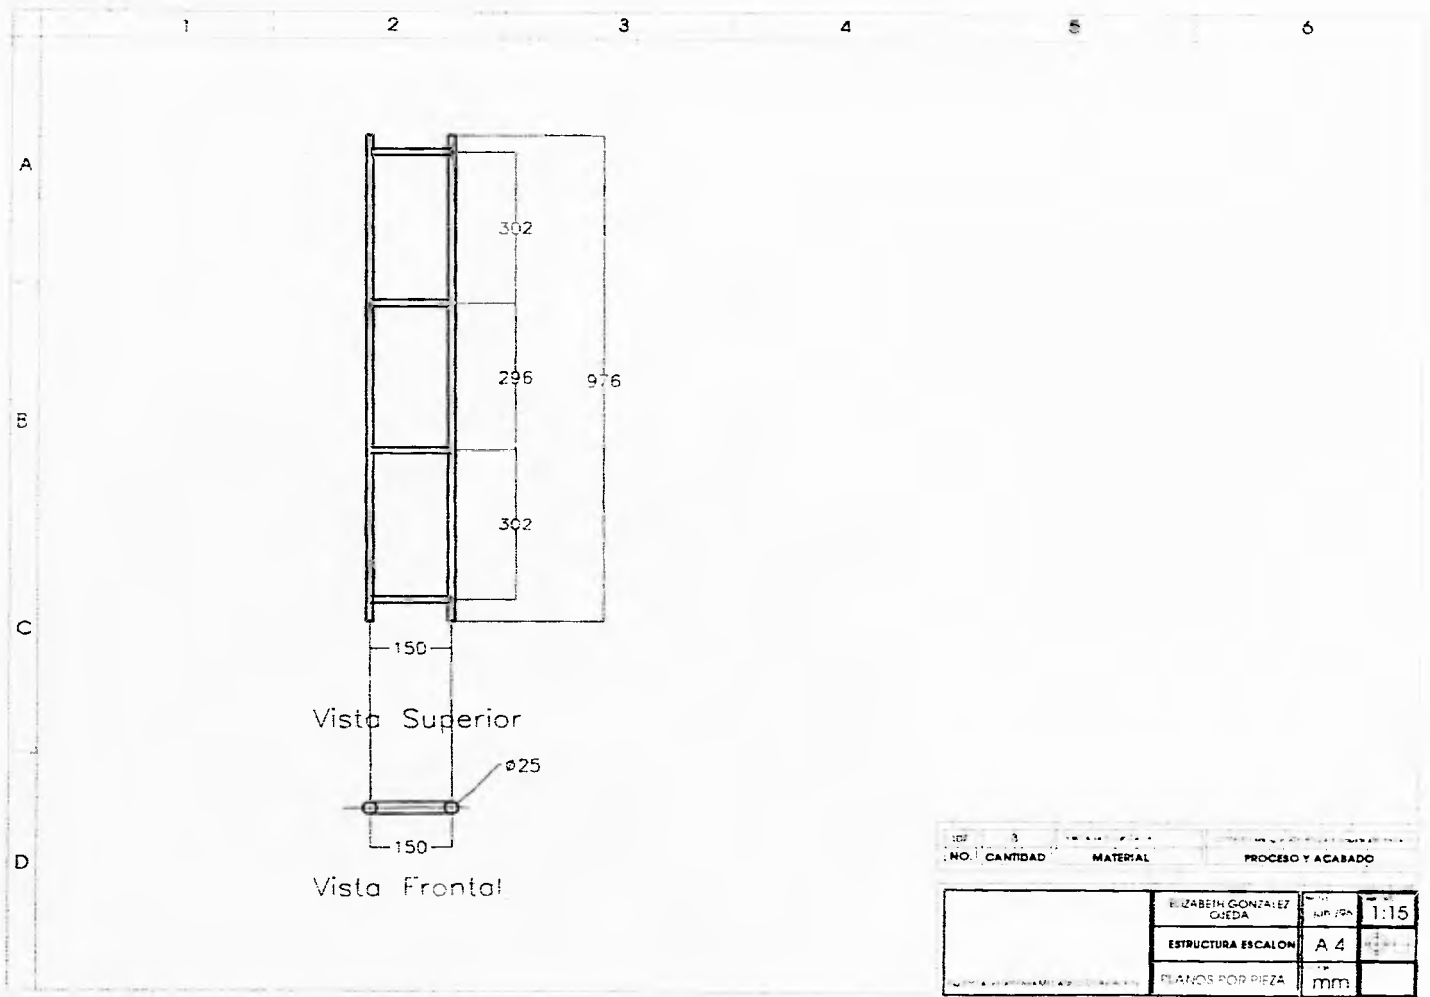 1 2 3 4 5 6
A
302
296
976
B
302
C
150
Vista Superior
ø25
150
D
Vista Frontal
3
NO. CANTIDAD MATERIAL PROCESO Y ACABADO
ELIZABETH GONZALEZ
OJEDA
1:15
ESTRUCTURA ESCALON
A 4
PLANOS POR PIEZA
mm